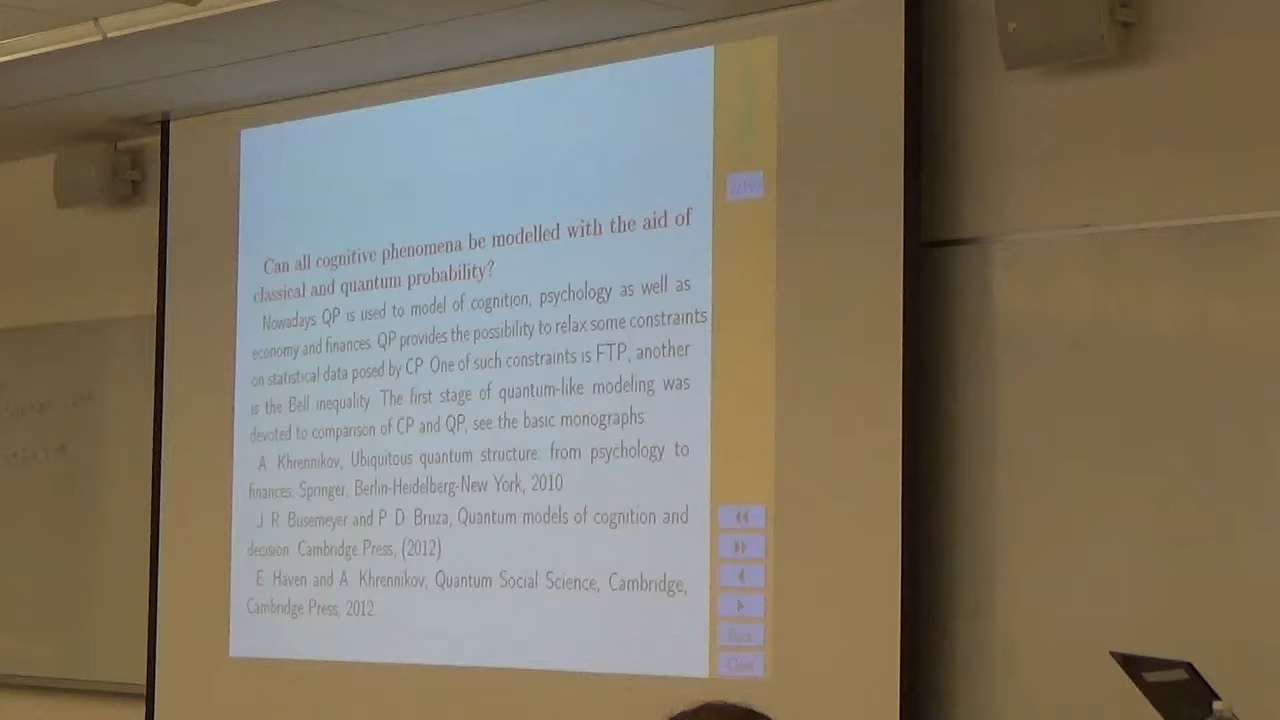 Can all cognitive phenomena be modelled with the aid of
classical and quantum probability?
Nowadays QP is used to model of cognition, psychology as well as
economy and finances. QP provides the possibility to relax some constraints
on statistical data posed by CP One of such constraints is FTP, another
is the Bell inequality The first stage of quantum-like modeling was
devoted to comparison of CP and QP, see the basic monographs
A Khrennikov, Ubiquitous quantum structure: from psychology to
finances. Springer, Berlin-Heidelberg-New York, 2010
J R Busemeyer and P D Bruza, Quantum models of cognition and
decision. Cambridge Press, (2012)
E Haven and A Khrennikov, Quantum Social Science, Cambridge,
Cambridge Press, 2012
Back
Close